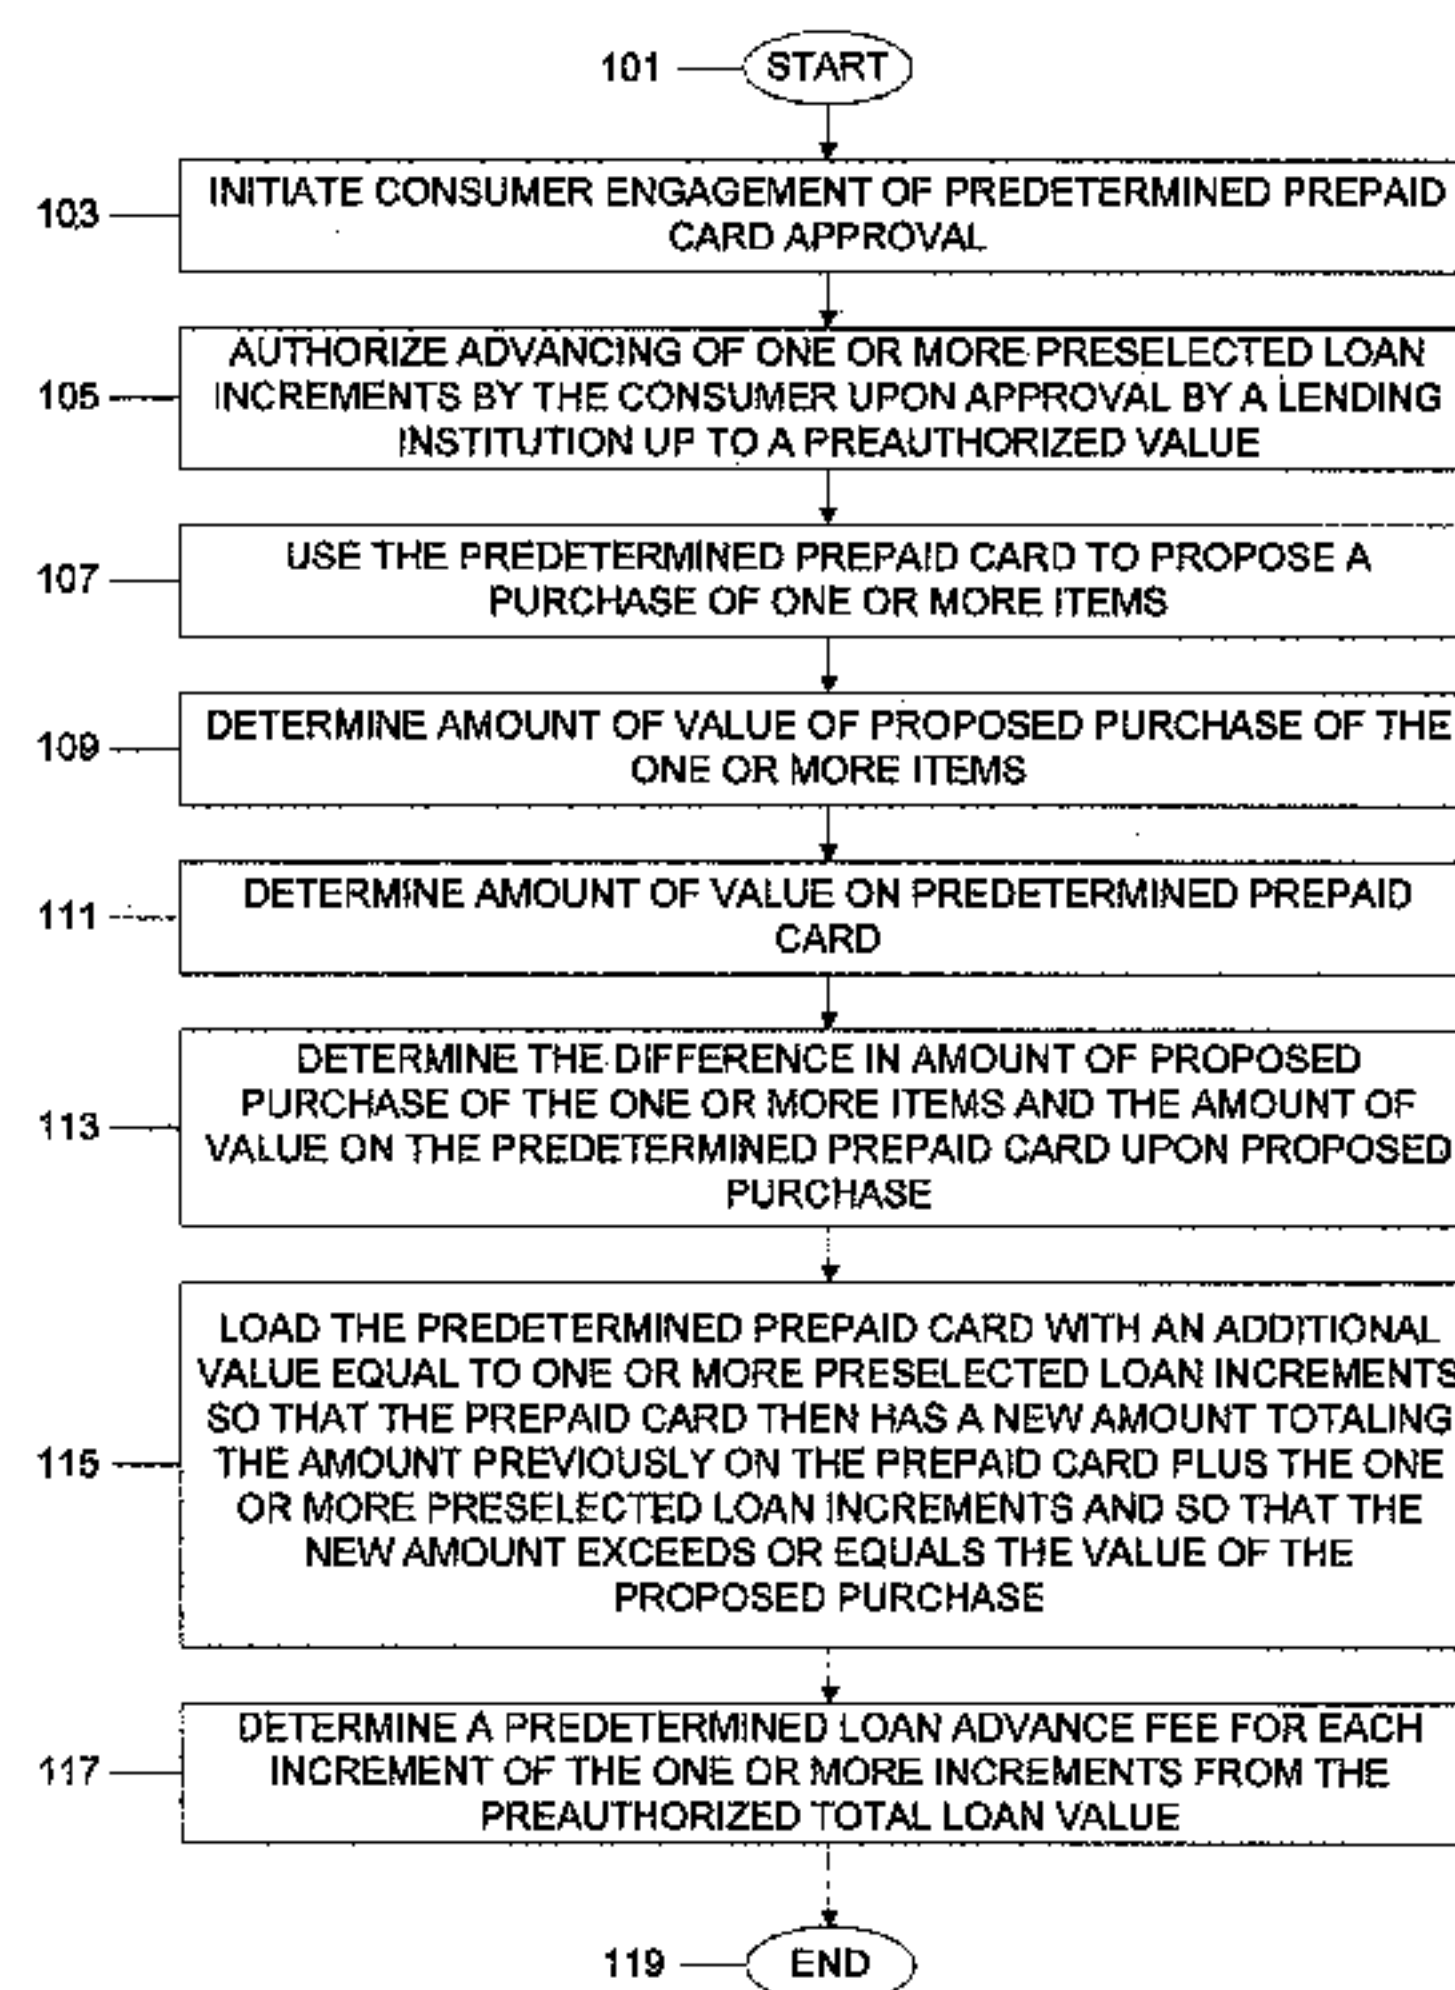 101 START
103 INITIATE CONSUMER ENGAGEMENT OF PREDETERMINED PREPAID
CARD APPROVAL
105 AUTHORIZE ADVANCING OF ONE OR MORE PRESELECTED LOAN
INCREMENTS BY THE CONSUMER UPON APPROVAL BY A LENDING
INSTITUTION UP TO A PREAUTHORIZED VALUE
107 USE THE PREDETERMINED PREPAID CARD TO PROPOSE A
PURCHASE OF ONE OR MORE ITEMS
109 DETERMINE AMOUNT OF VALUE OF PROPOSED PURCHASE OF THE
ONE OR MORE ITEMS
111 DETERMINE AMOUNT OF VALUE ON PREDETERMINED PREPAID
CARD
113 DETERMINE THE DIFFERENCE IN AMOUNT OF PROPOSED
PURCHASE OF THE ONE OR MORE ITEMS AND THE AMOUNT OF
VALUE ON THE PREDETERMINED PREPAID CARD UPON PROPOSED
PURCHASE
115 LOAD THE PREDETERMINED PREPAID CARD WITH AN ADDITIONAL
VALUE EQUAL TO ONE OR MORE PRESELECTED LOAN INCREMENTS
SO THAT THE PREPAID CARD THEN HAS A NEW AMOUNT TOTALING
THE AMOUNT PREVIOUSLY ON THE PREPAID CARD PLUS THE ONE
OR MORE PRESELECTED LOAN INCREMENTS AND SO THAT THE
NEW AMOUNT EXCEEDS OR EQUALS THE VALUE OF THE
PROPOSED PURCHASE
117 DETERMINE A PREDETERMINED LOAN ADVANCE FEE FOR EACH
INCREMENT OF THE ONE OR MORE INCREMENTS FROM THE
PREAUTHORIZED TOTAL LOAN VALUE
119 END